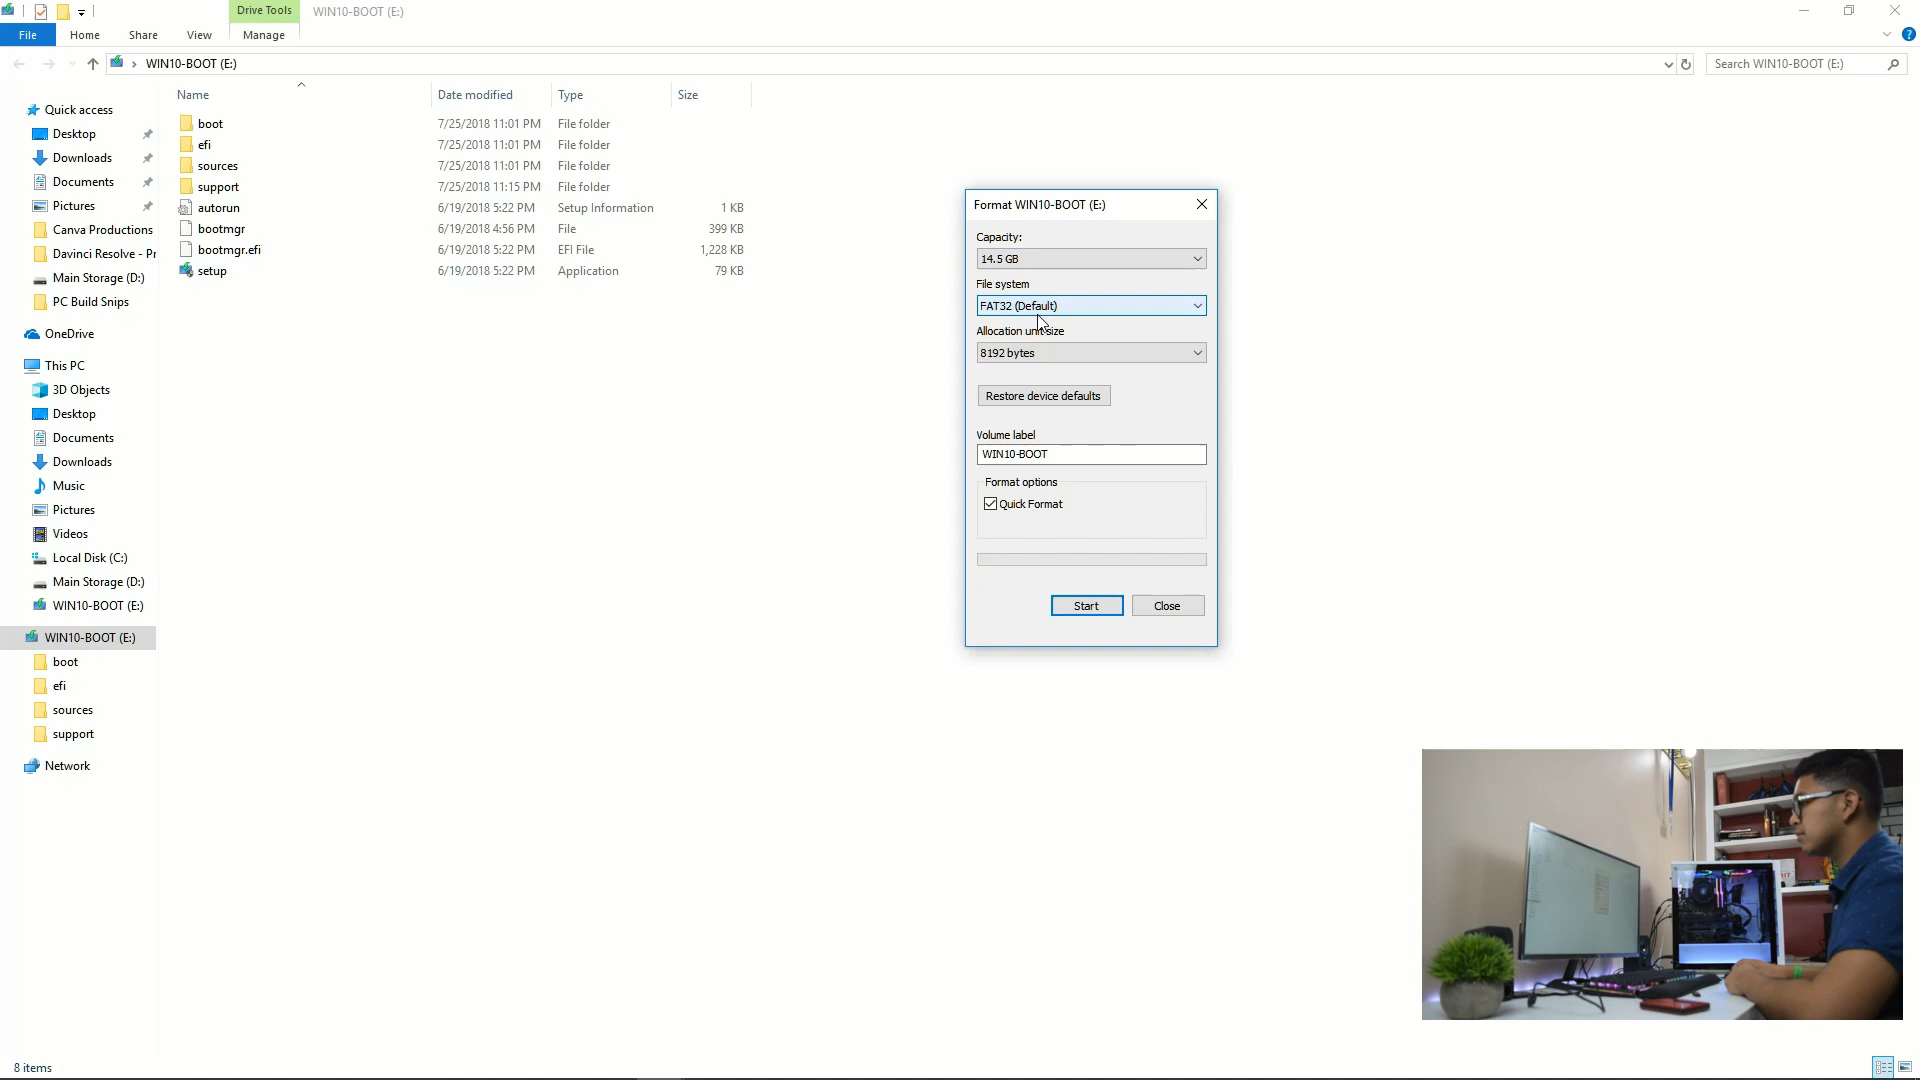 Drive Tools
WIN10-BOOT (E:)
File
Home
Share
View
Manage
WIN10-BOOT (E:)
Search WIN10-BOOT (E:)
Name
Date modified
Type
Size
Quick access
Desktop
Downloads
Documents
Pictures
Canva Productions
Davinci Resolve - Pr
Main Storage (D:)
PC Build Snips
OneDrive
This PC
3D Objects
Desktop
Documents
Downloads
Music
Pictures
Videos
Local Disk (C:)
Main Storage (D:)
WIN10-BOOT (E:)
WIN10-BOOT (E:)
boot
efi
sources
support
Network
boot 7/25/2018 11:01 PM File folder
efi 7/25/2018 11:01 PM File folder
sources 7/25/2018 11:01 PM File folder
support 7/25/2018 11:15 PM File folder
autorun 6/19/2018 5:22 PM Setup Information 1 KB
bootmgr 6/19/2018 4:56 PM File 399 KB
bootmgr.efi 6/19/2018 5:22 PM EFI File 1,228 KB
setup 6/19/2018 5:22 PM Application 79 KB
Format WIN10-BOOT (E:)
Capacity:
14.5 GB
File system
FAT32 (Default)
Allocation unit size
8192 bytes
Restore device defaults
Volume label
WIN10-BOOT
Format options
Quick Format
Start
Close
8 items